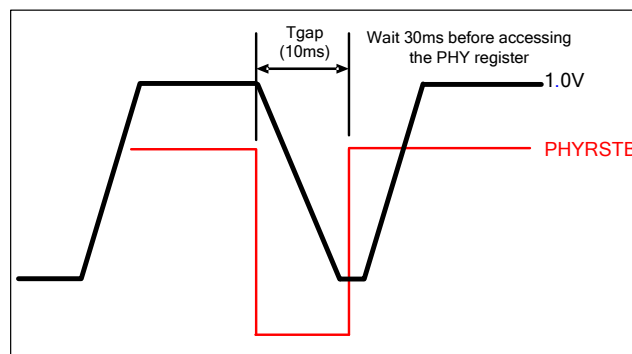 Tgap
(10ms)
Wait 30ms before accessing
the PHY register
1.0V
PHYRSTB